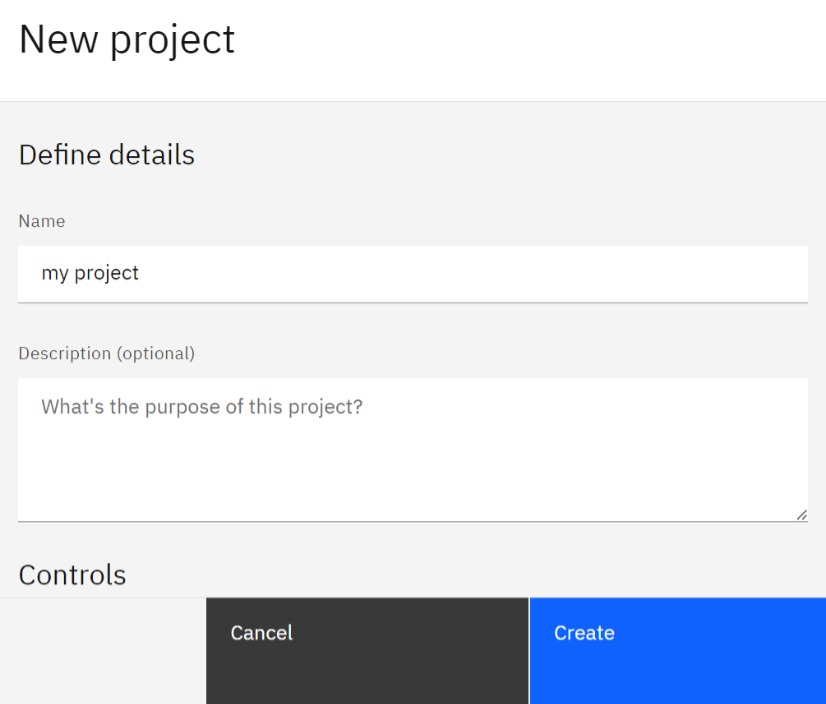 New project
Define details
Name
my project
Description (optional)
What's the purpose of this project?
Controls
Cancel
Create